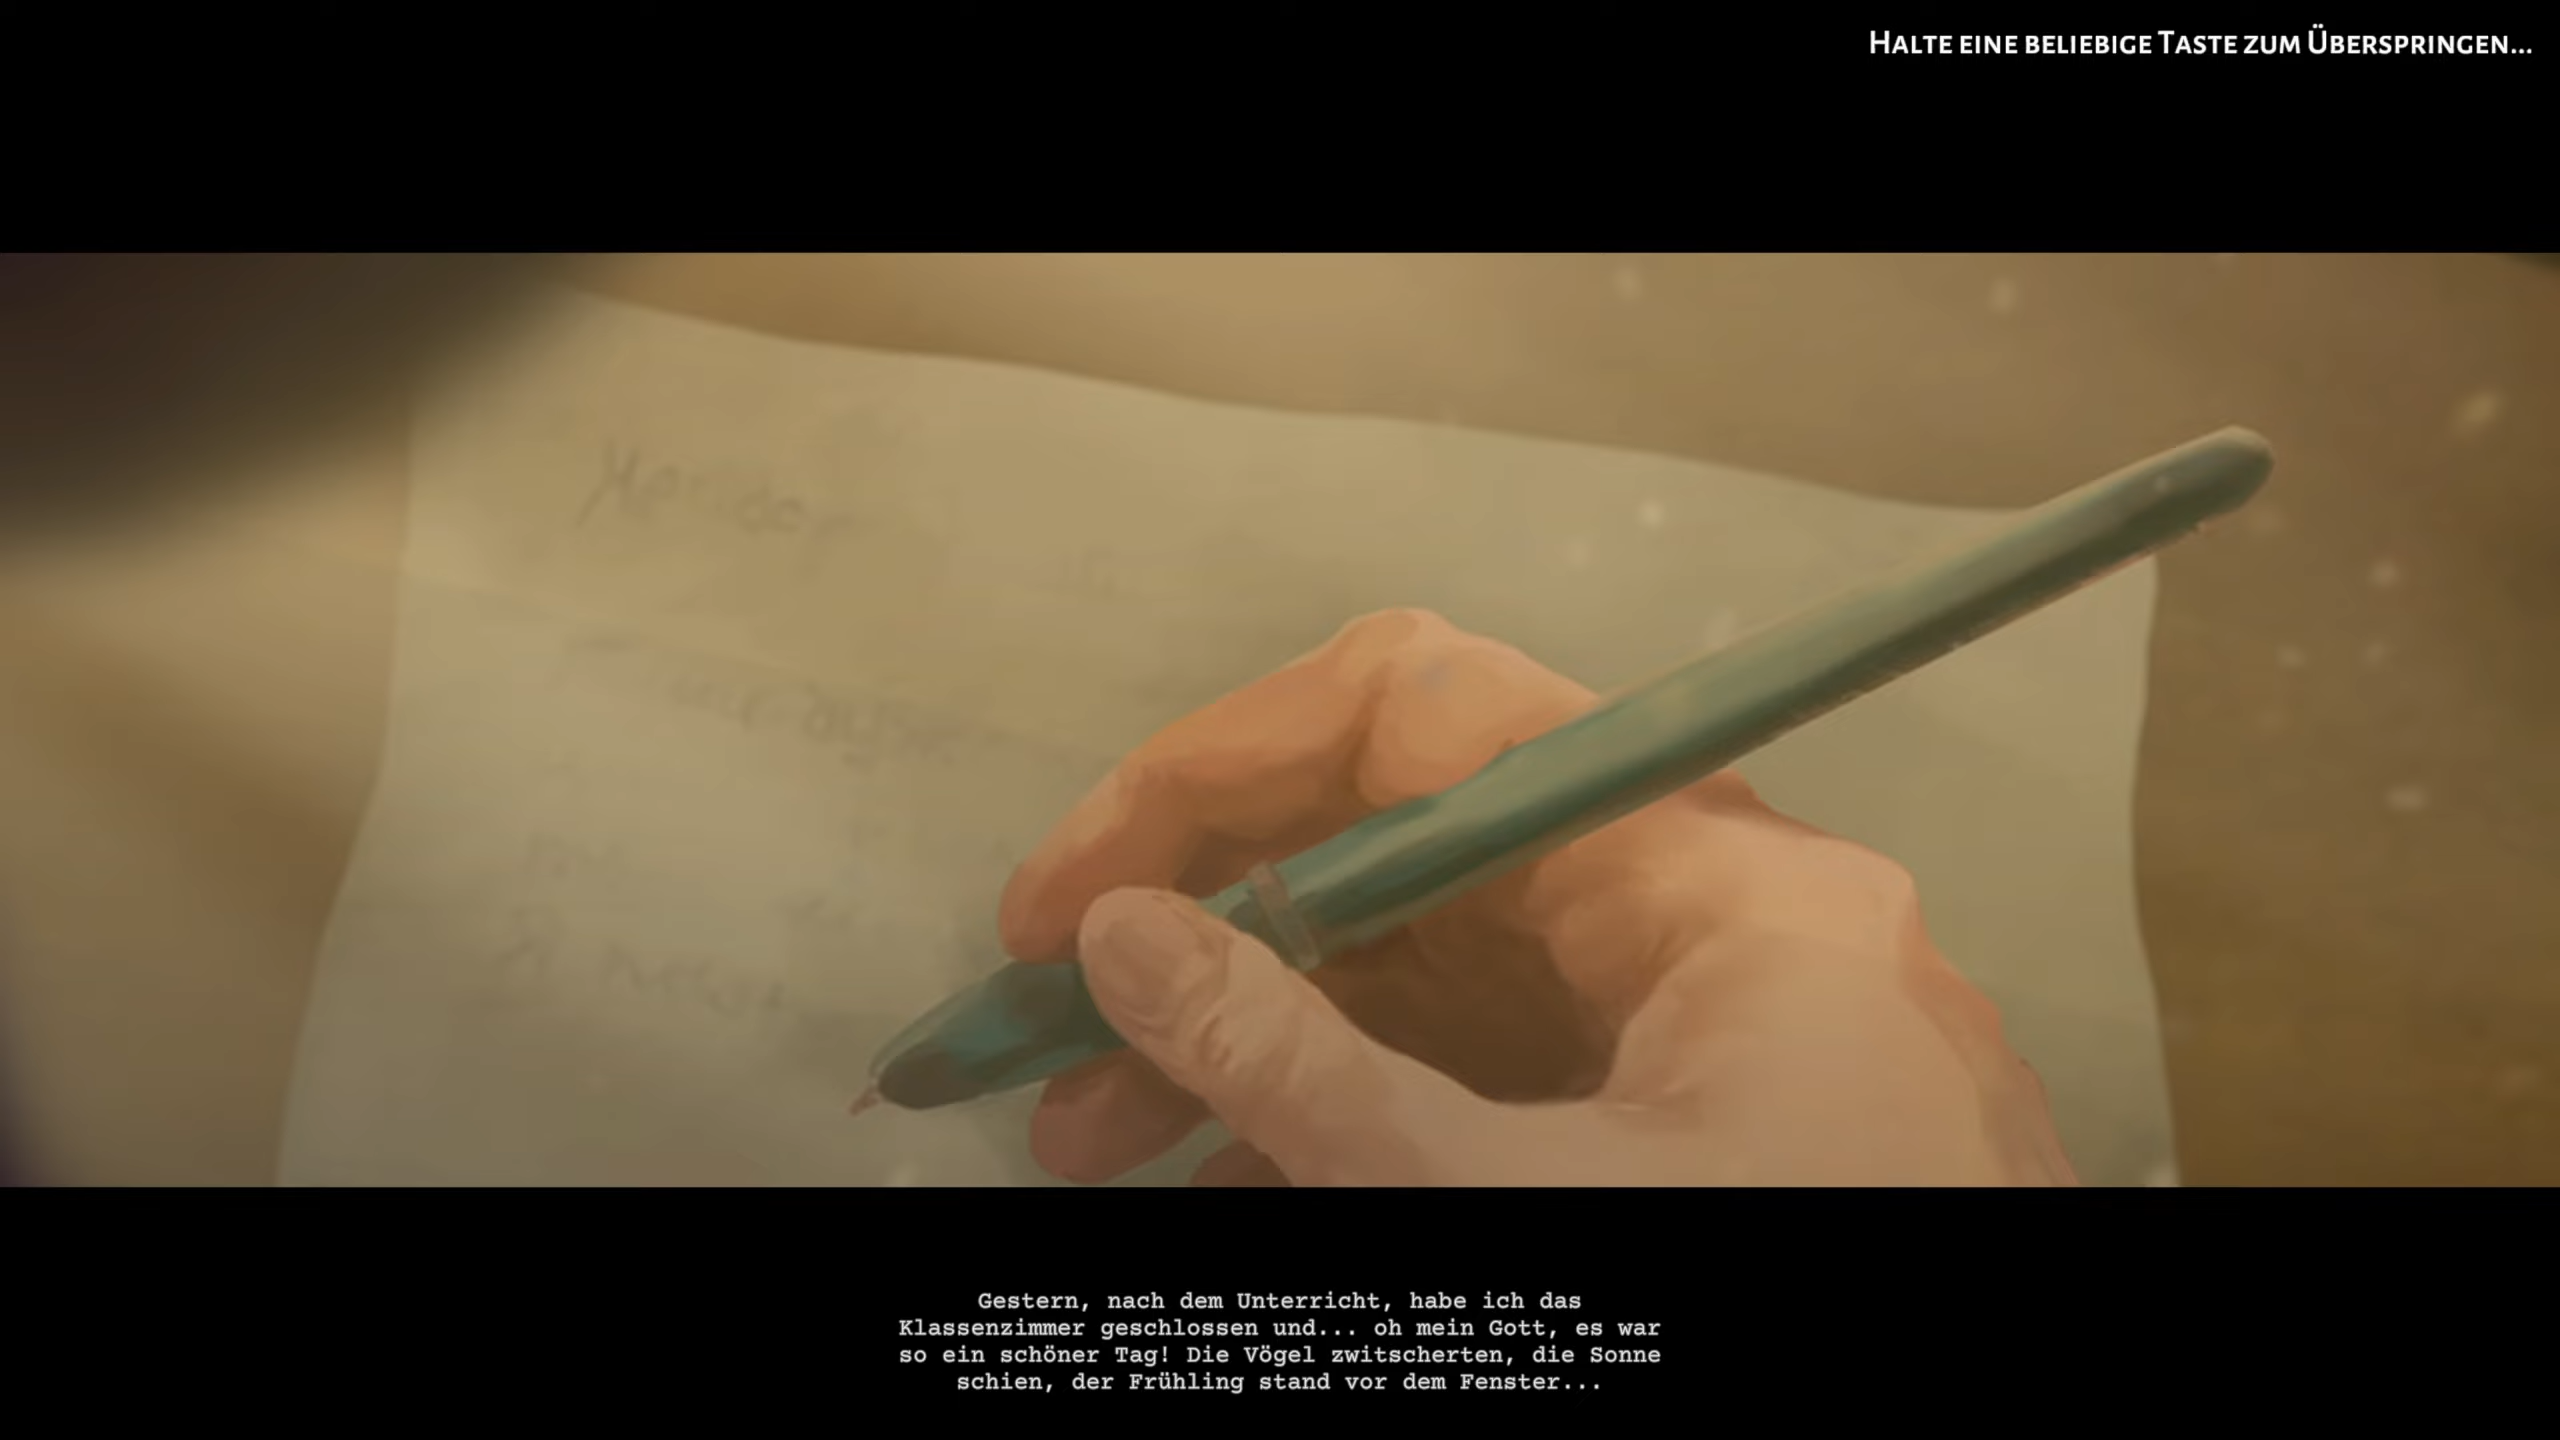 Halte eine beliebige Taste zum Überspringen...
Gestern, nach dem Unterricht, habe ich das
Klassenzimmer geschlossen und... oh mein Gott, es war
so ein schöner Tag! Die Vögel zwitscherten, die Sonne
schien, der Frühling stand vor dem Fenster...